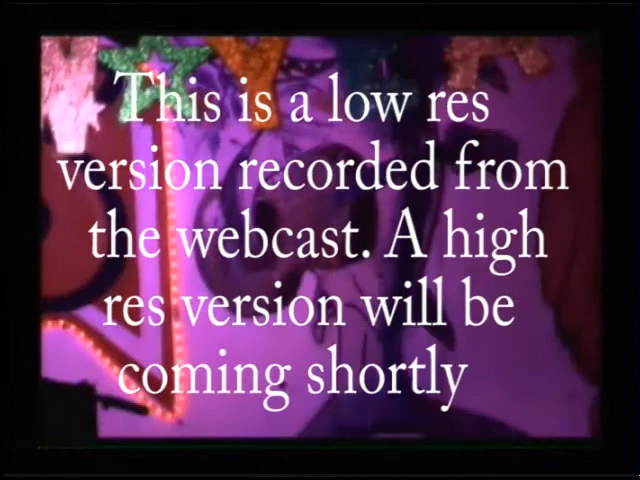 This is a low res
version recorded from
the webcast. A high
res version will be
coming shortly